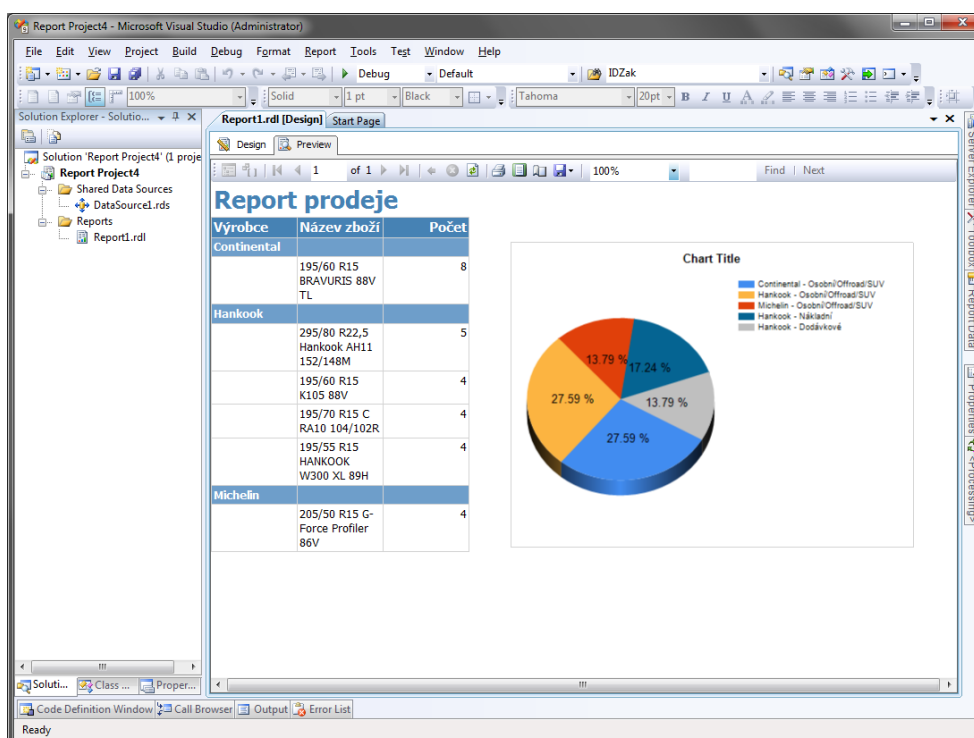 Report Project4 - Microsoft Visual Studio (Administrator)
File Edit View Project Build Debug Format Report Tools Test Window Help
Debug Default IDZak
100% Solid 1 pt Black Tahoma 20pt B I U A
Solution Explorer - Solutio...
Report1.rdl [Design] Start Page
Design Preview
Solution 'Report Project4' (1 proje
Report Project4
Shared Data Sources
DataSource1.rds
Reports
Report1.rdl
1 of 1 100% Find | Next
Report prodeje
Výrobce Název zboží Počet
Continental
195/60 R15 8
BRAVURIS 88V
TL
Hankook
295/80 R22,5 5
Hankook AH11
152/148M
195/60 R15 4
K105 88V
195/70 R15 C 4
RA10 104/102R
195/55 R15 4
HANKOOK
W300 XL 89H
Michelin
205/50 R15 G- 4
Force Profiler
86V
Chart Title
Continental - Osobní/Offroad/SUV
Hankook - Osobní/Offroad/SUV
Michelin - Osobní/Offroad/SUV
Hankook - Nákladní
Hankook - Dodávkové
13.79 %
17.24 %
27.59 %
13.79 %
27.59 %
Server Explorer
Toolbox
Report Data
Properties
<Processing>
Soluti... Class ... Proper...
Code Definition Window Call Browser Output Error List
Ready